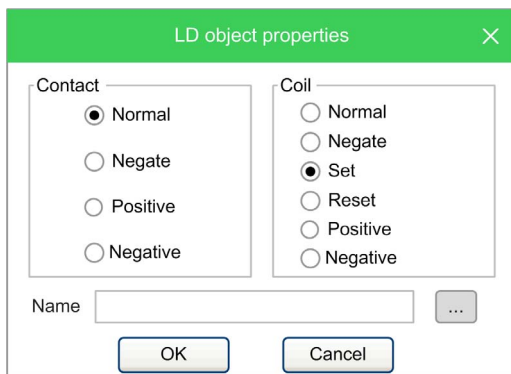 LD object properties
Contact
Normal
Negate
Positive
Negative
Coil
Normal
Negate
Set
Reset
Positive
Negative
Name
...
OK
Cancel